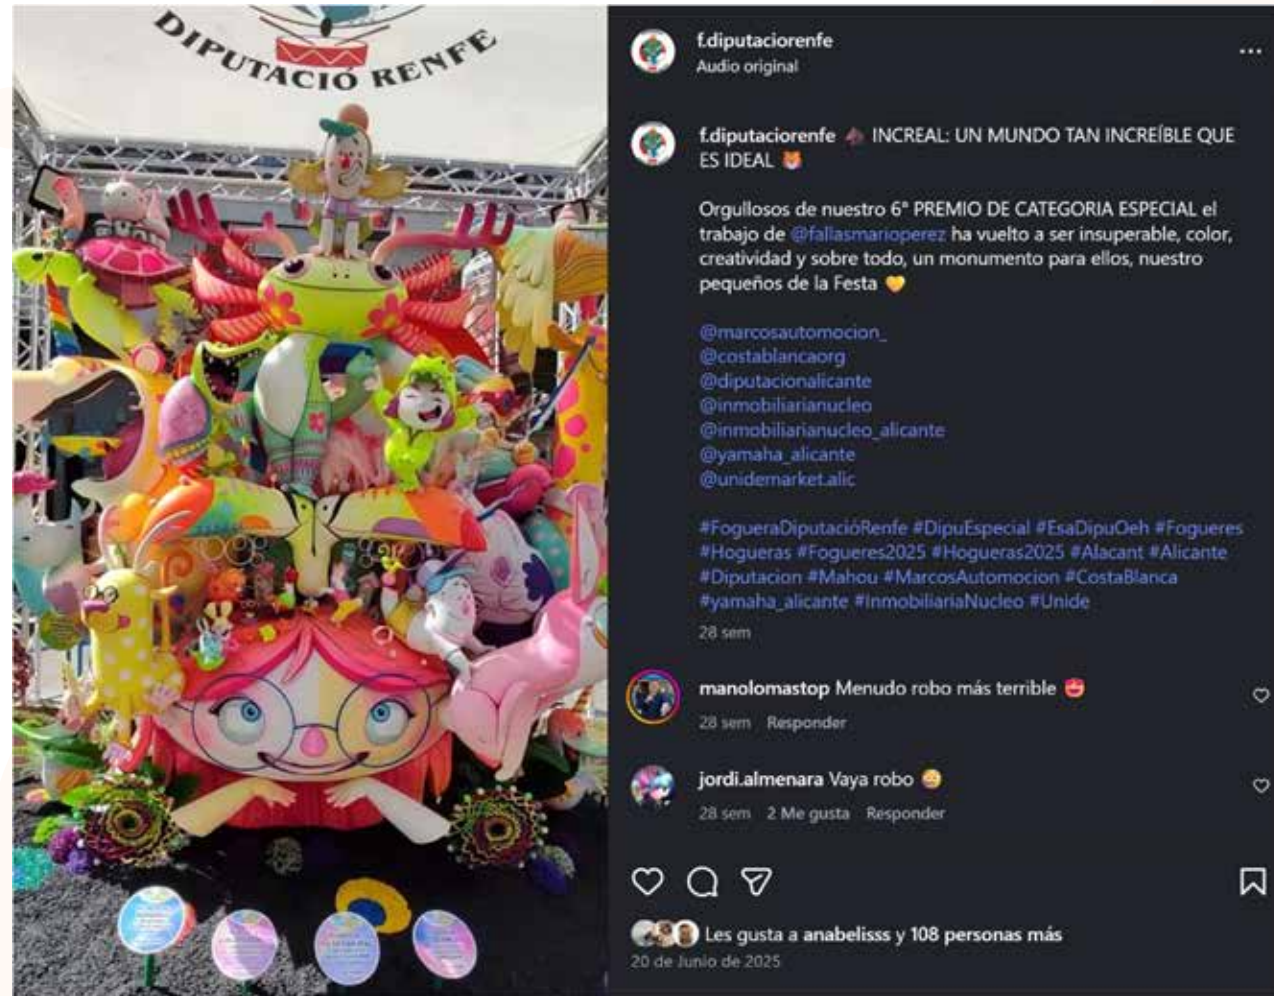 DIPUTACIÓ RENFE
f.diputaciorenfe
Audio original
f.diputaciorenfe 🐴 INCREAL: UN MUNDO TAN INCREÍBLE QUE
ES IDEAL 🐯
Orgullosos de nuestro 6º PREMIO DE CATEGORIA ESPECIAL el
trabajo de @fallasmarioperez ha vuelto a ser insuperable, color,
creatividad y sobre todo, un monumento para ellos, nuestro
pequeños de la Festa 💛
@marcosautomocion_
@costablancaorg
@diputacionalicante
@inmobiliarianucleo
@inmobiliarianucleo_alicante
@yamaha_alicante
@unidemarket.alic
#FogueraDiputacióRenfe #DipuEspecial #EsaDipuOeh #Fogueres
#Hogueras #Fogueres2025 #Hogueras2025 #Alacant #Alicante
#Diputacion #Mahou #MarcosAutomocion #CostaBlanca
#yamaha_alicante #InmobiliariaNucleo #Unide
28 sem
manolomastop Menudo robo más terrible 🤩
28 sem Responder
jordi.almenara Vaya robo 😳
28 sem 2 Me gusta Responder
Les gusta a anabelisss y 108 personas más
20 de Junio de 2025